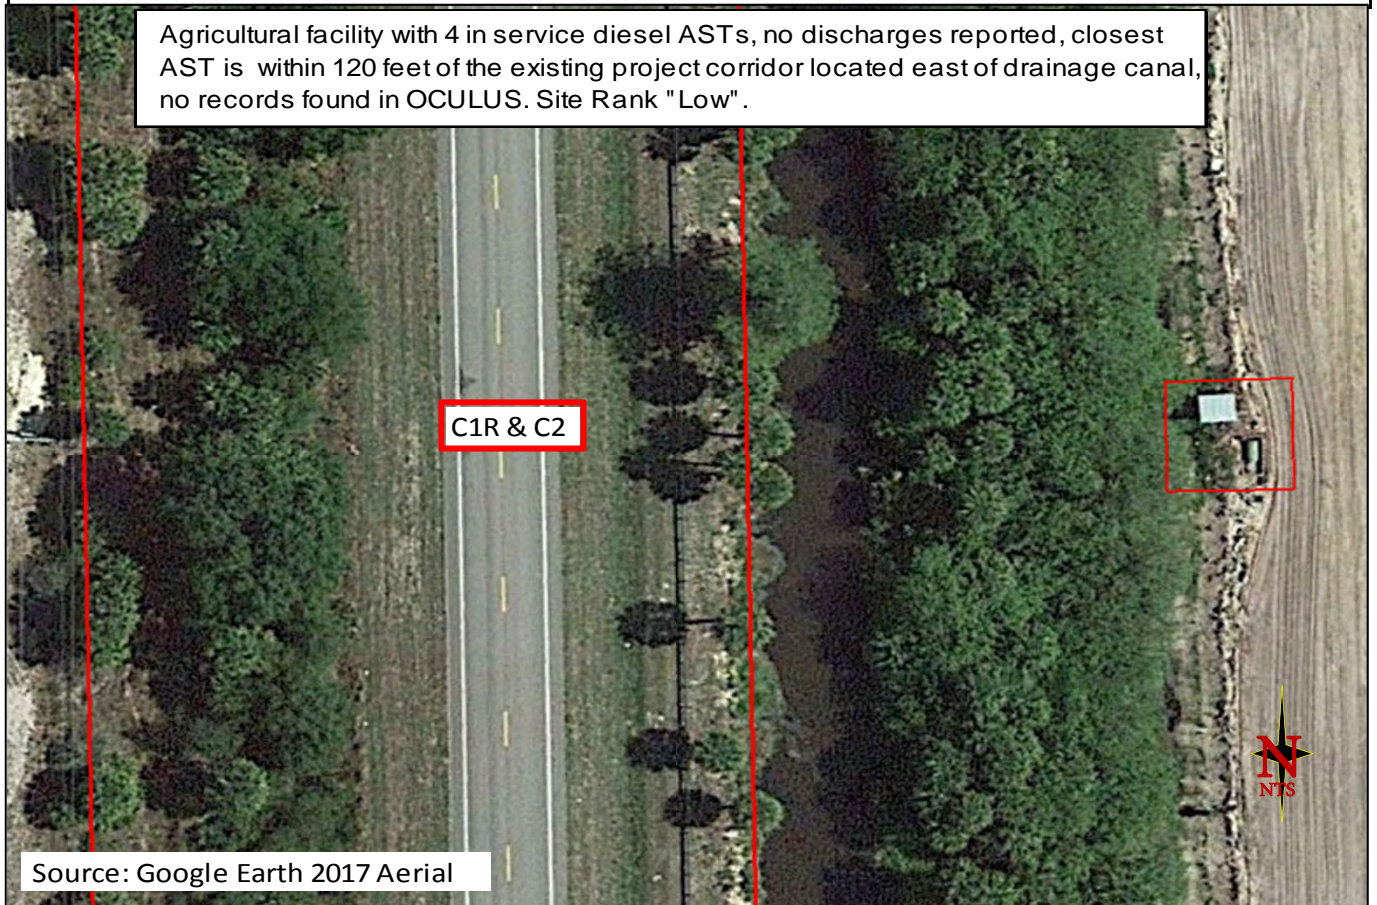 Agricultural facility with 4 in service diesel ASTs, no discharges reported, closest
AST is within 120 feet of the existing project corridor located east of drainage canal,
no records found in OCULUS. Site Rank "Low".
C1R & C2
N
NTS
Source: Google Earth 2017 Aerial